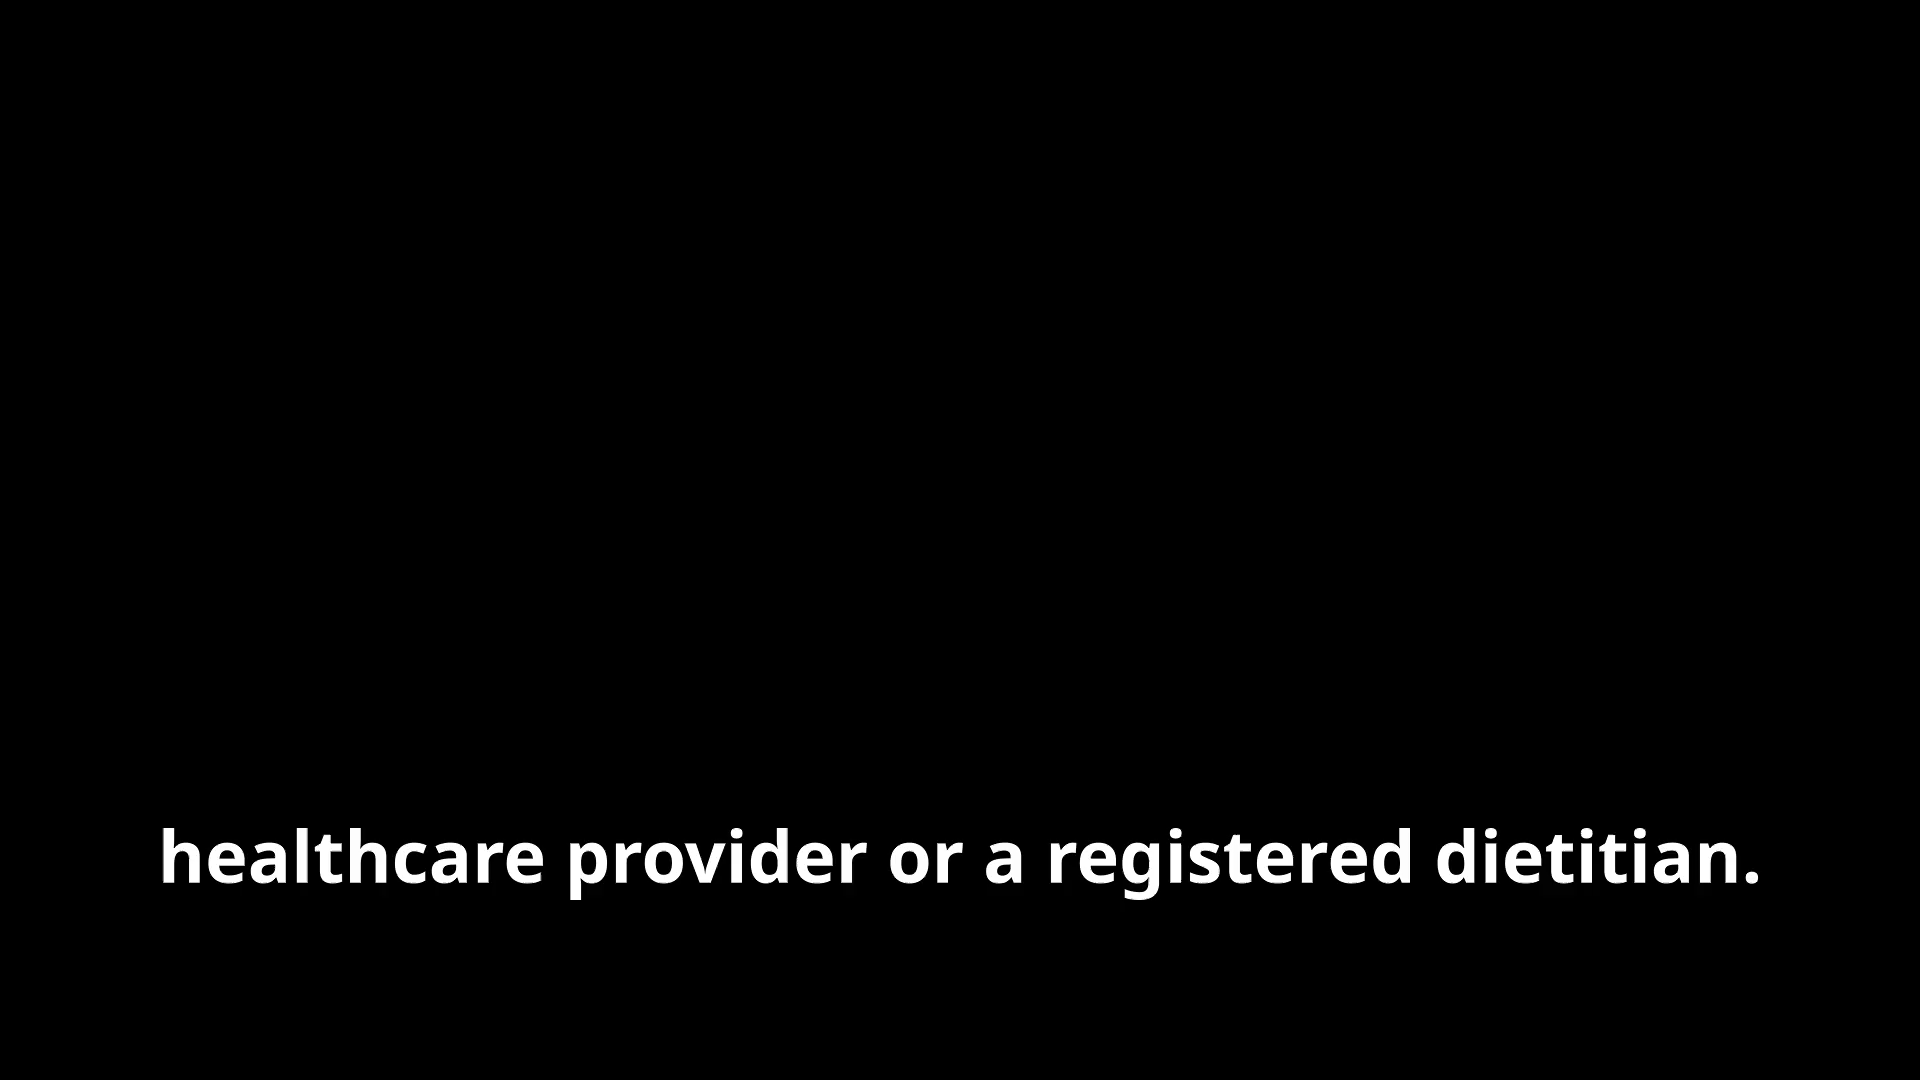 healthcare provider or a registered dietitian.